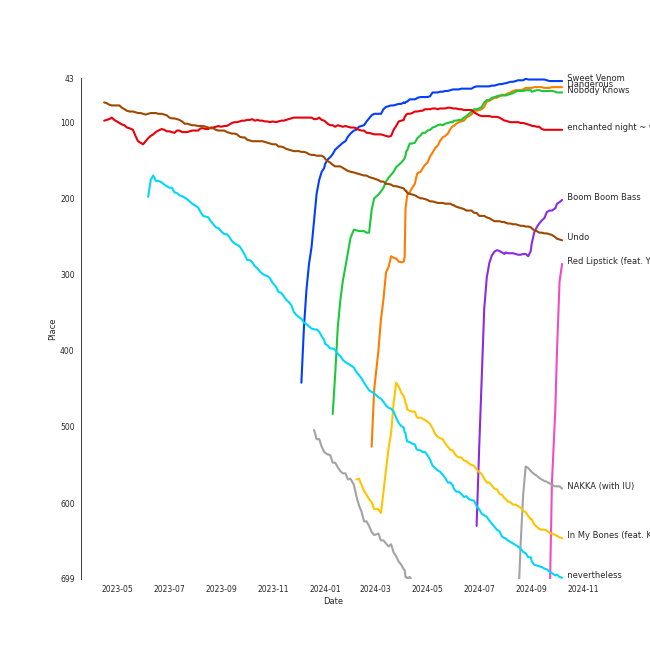 43
100
200
300
400
500
600
699
Place
2023-05
2023-07
2023-09
2023-11
2024-01
2024-03
2024-05
2024-07
2024-09
2024-11
Date
Sweet Venom
Dangerous
Nobody Knows
enchanted night ~
Boom Boom Bass
Undo
Red Lipstick (feat. Y
NAKKA (with IU)
In My Bones (feat. K
nevertheless